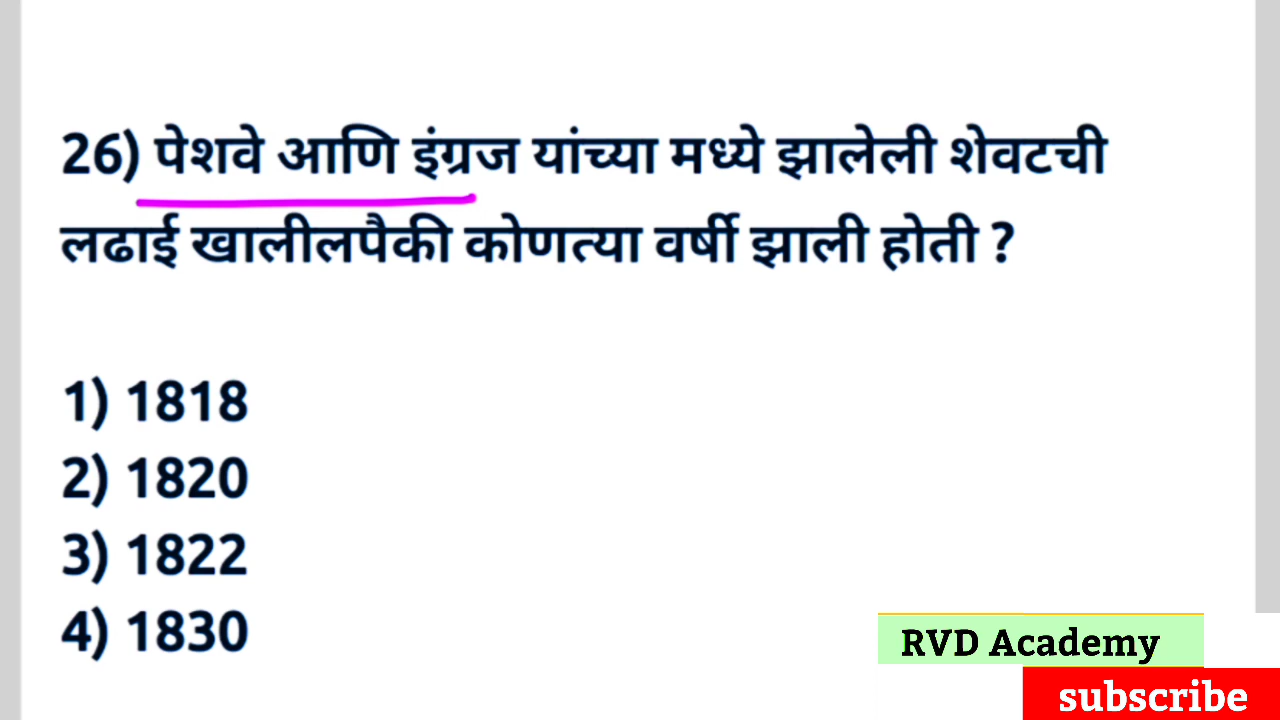 26) पेशवे आणि इंग्रज यांच्या मध्ये झालेली शेवटची
लढाई खालीलपैकी कोणत्या वर्षी झाली होती ?
1) 1818
2) 1820
3) 1822
4) 1830
RVD Academy
subscribe